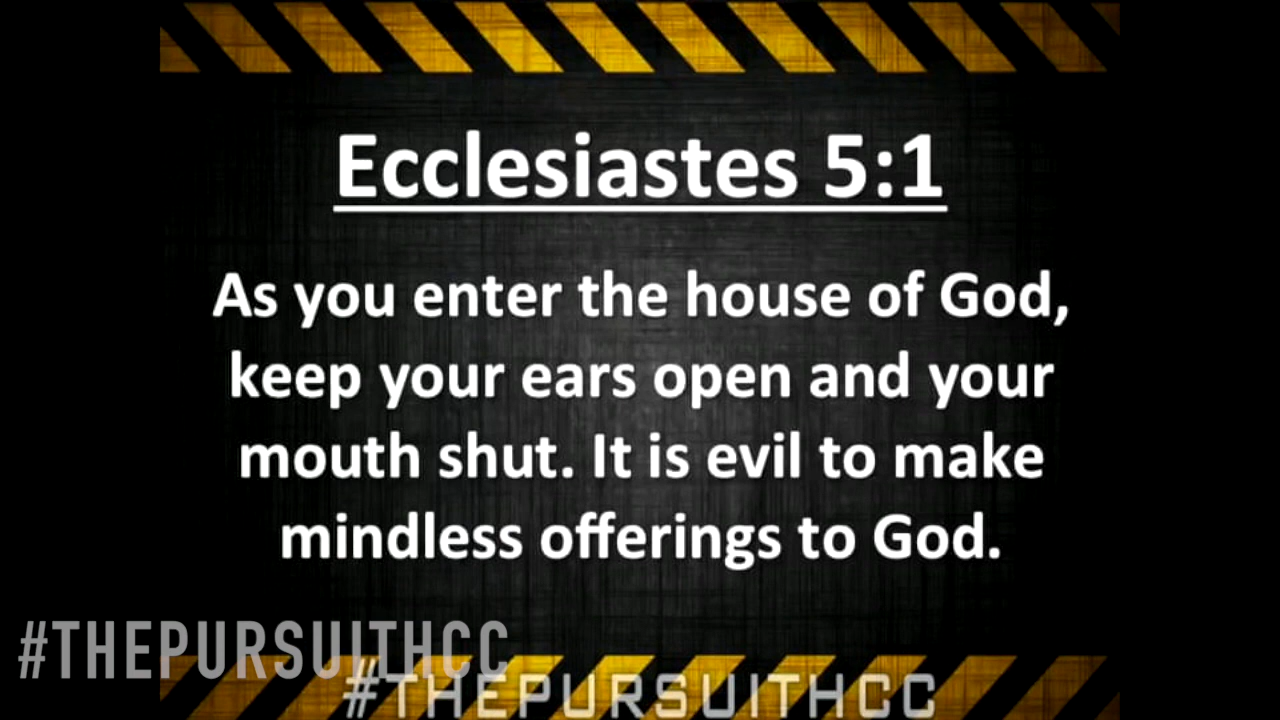 Ecclesiastes 5:1
As you enter the house of God,
keep your ears open and your
mouth shut. It is evil to make
mindless offerings to God.
#THEPURSUITHCC
#THEPURSUITHCC